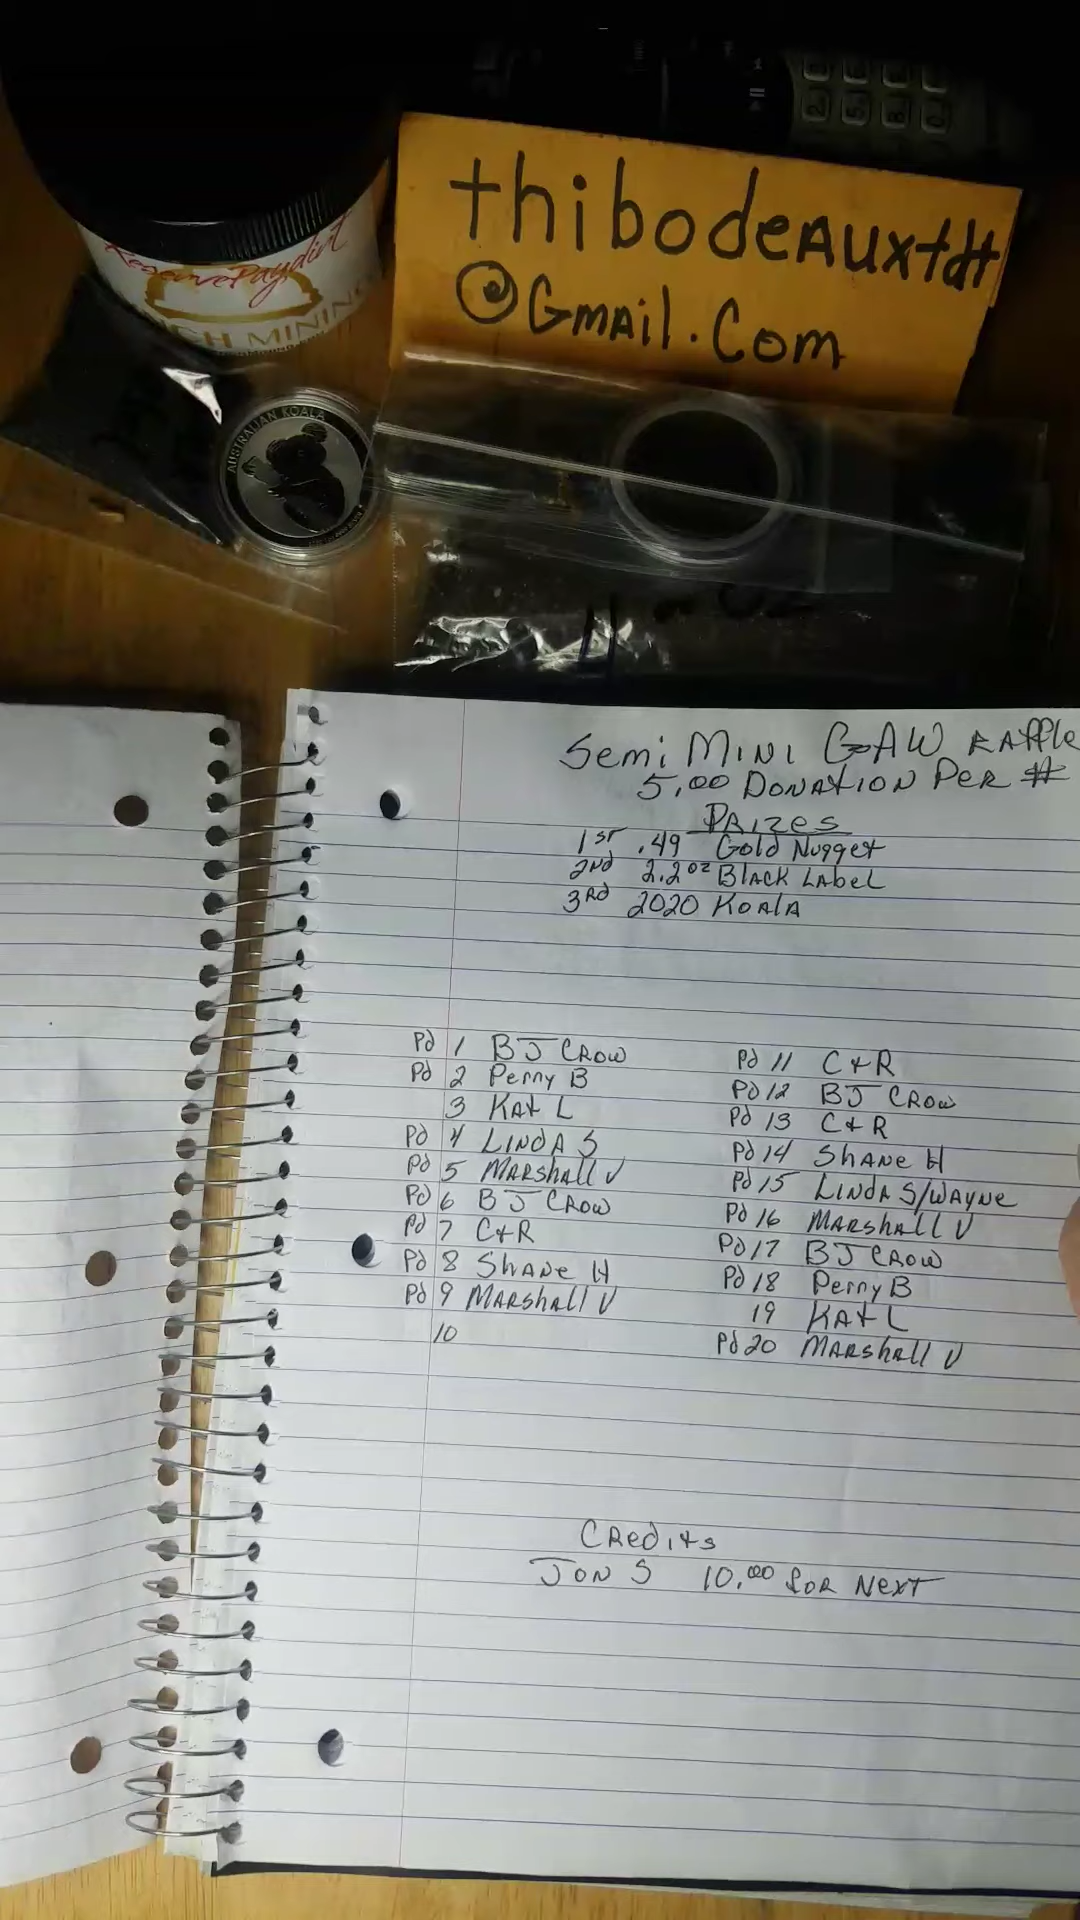 thibodeauxtdt
@Gmail.Com
Reserve Paydirt
MINING
AUSTRALIAN KOALA
Semi Mini GAW Raffle
5.00 Donation Per #
Prizes
1st .49 Gold Nugget
2nd 2.2oz Black Label
3rd 2020 Koala
Pd 1 BJ Crow
Pd 2 Perry B
3 Kat L
Pd 4 Linda S
Pd 5 Marshall V
Pd 6 BJ Crow
Pd 7 C+R
Pd 8 Shane H
Pd 9 Marshall V
10
Pd 11 C+R
Pd 12 BJ Crow
Pd 13 C+R
Pd 14 Shane H
Pd 15 Linda S/Wayne
Pd 16 Marshall V
Pd 17 BJ Crow
Pd 18 Perry B
19 Kat L
Pd 20 Marshall V
Credits
Jon S 10.00 for Next